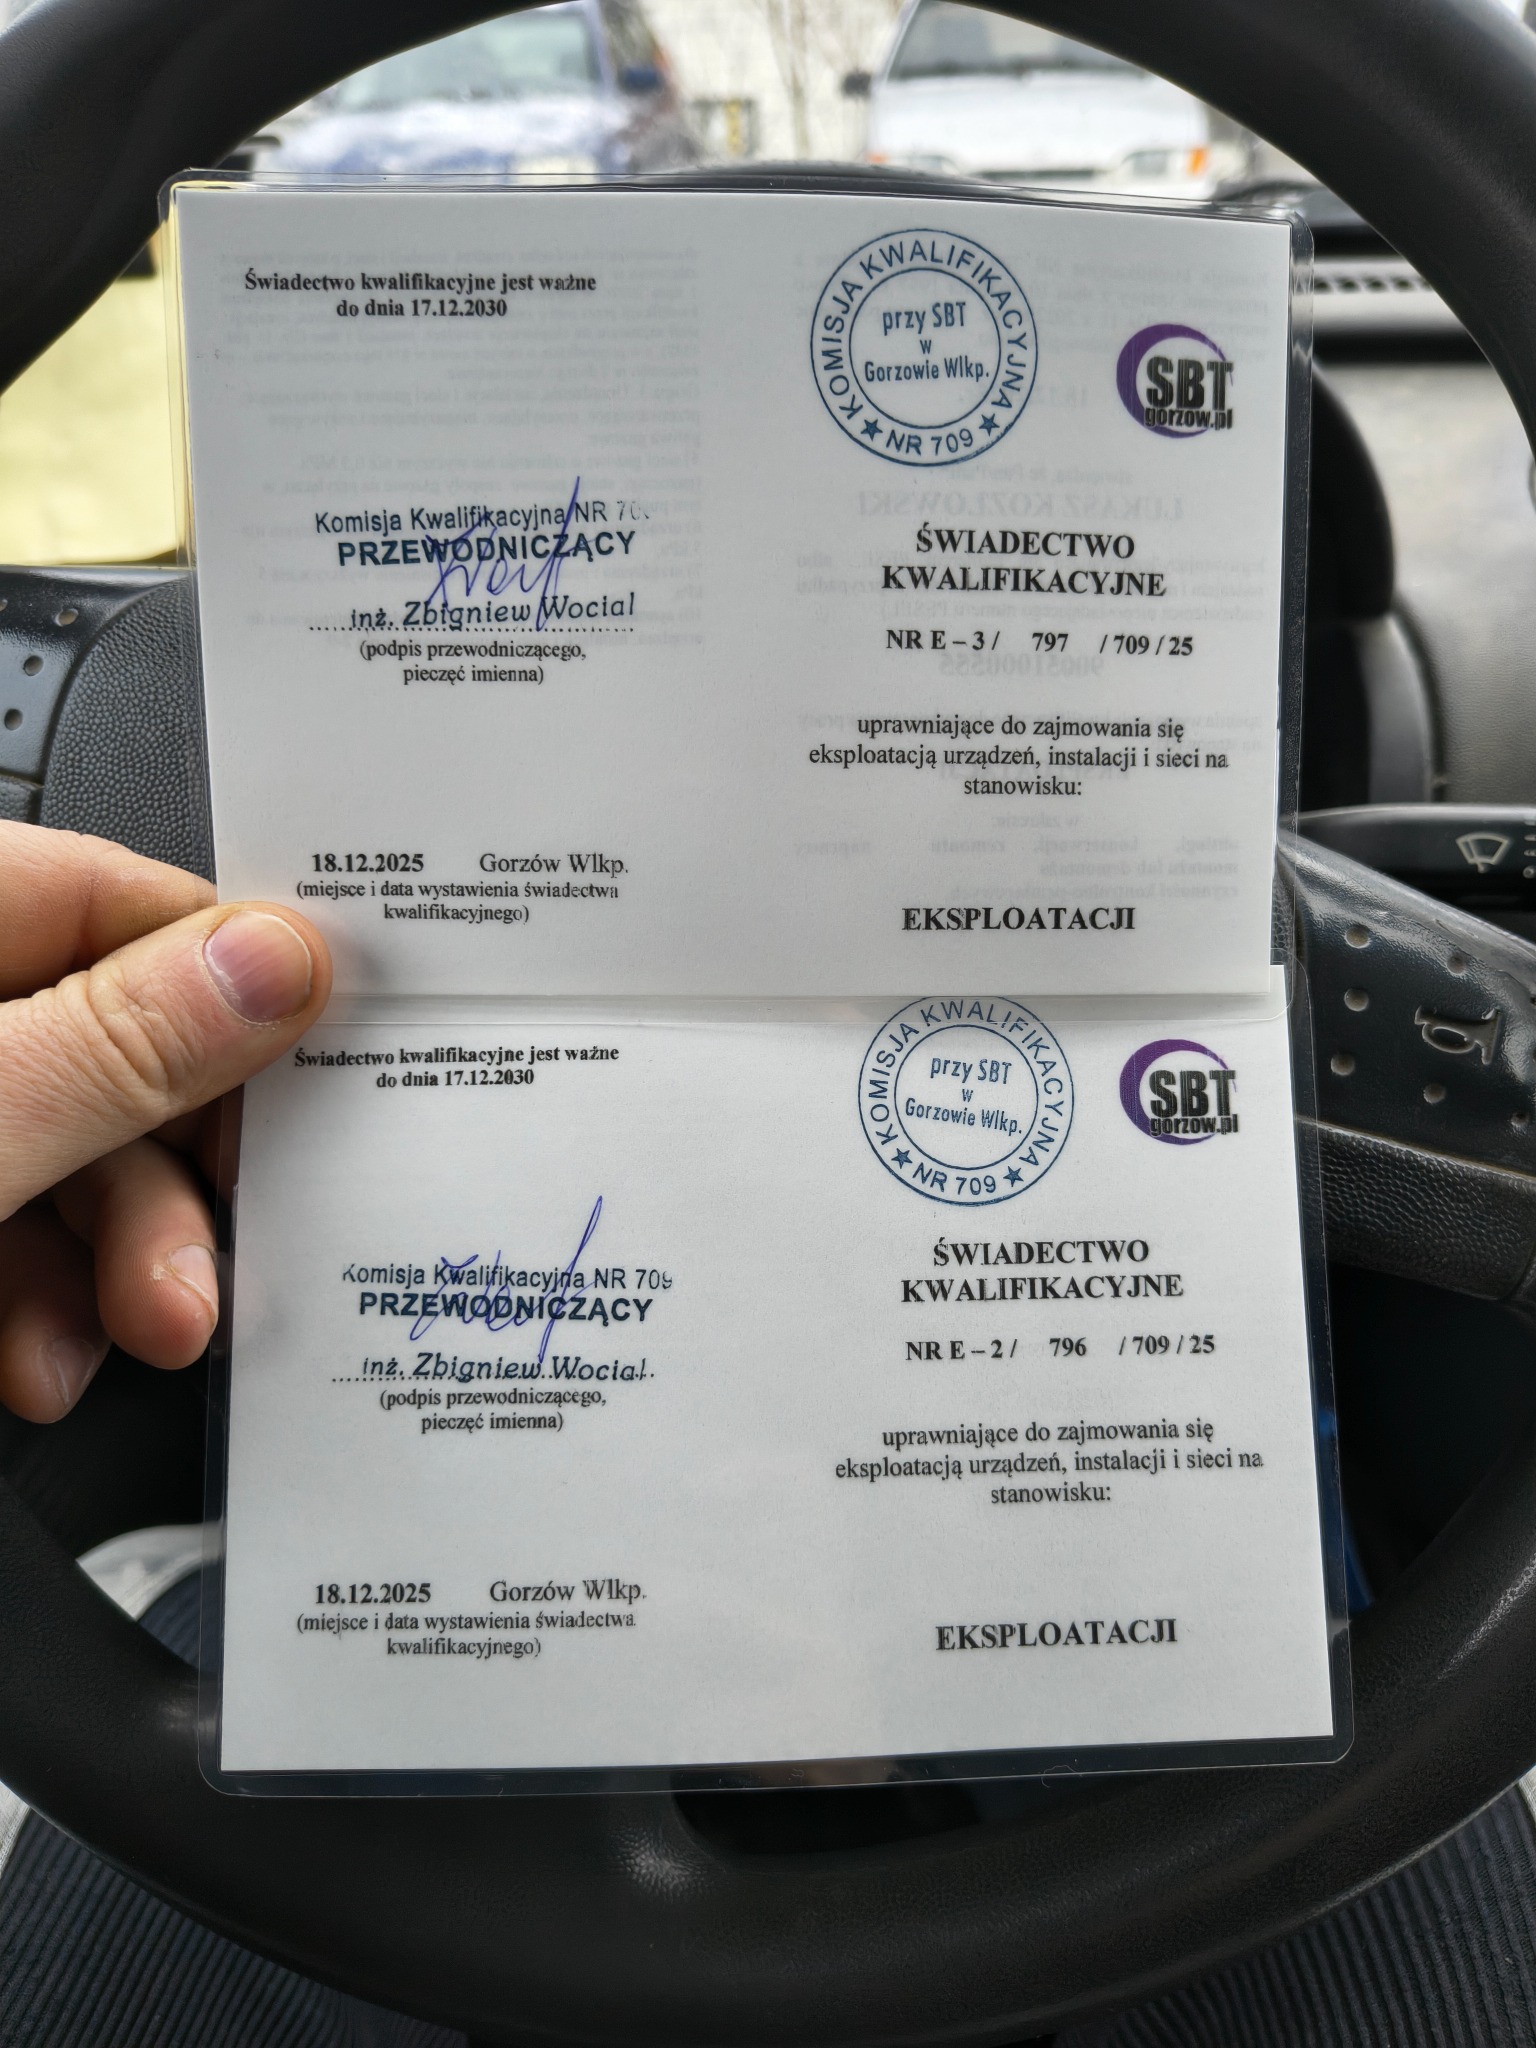 Świadectwo kwalifikacyjne jest ważne
do dnia 17.12.2030
Komisja Kwalifikacyjna NR 70
PRZEWODNICZĄCY
inż. Zbigniew Wocial
(podpis przewodniczącego,
pieczęć imienna)
18.12.2025 Gorzów Wlkp.
(miejsce i data wystawienia świadectwa
kwalifikacyjnego)
KOMISJA KWALIFIKACYJNA
przy SBT
w
Gorzowie Wlkp.
★ NR 709 ★
SBT
gorzow.pl
ŚWIADECTWO
KWALIFIKACYJNE
NR E – 3 / 797 / 709 / 25
uprawniające do zajmowania się
eksploatacją urządzeń, instalacji i sieci na
stanowisku:
EKSPLOATACJI
Świadectwo kwalifikacyjne jest ważne
do dnia 17.12.2030
Komisja Kwalifikacyjna NR 709
PRZEWODNICZĄCY
inż. Zbigniew Wocial
(podpis przewodniczącego,
pieczęć imienna)
18.12.2025 Gorzów Wlkp.
(miejsce i data wystawienia świadectwa
kwalifikacyjnego)
KOMISJA KWALIFIKACYJNA
przy SBT
w
Gorzowie Wlkp.
★ NR 709 ★
SBT
gorzow.pl
ŚWIADECTWO
KWALIFIKACYJNE
NR E – 2 / 796 / 709 / 25
uprawniające do zajmowania się
eksploatacją urządzeń, instalacji i sieci na
stanowisku:
EKSPLOATACJI